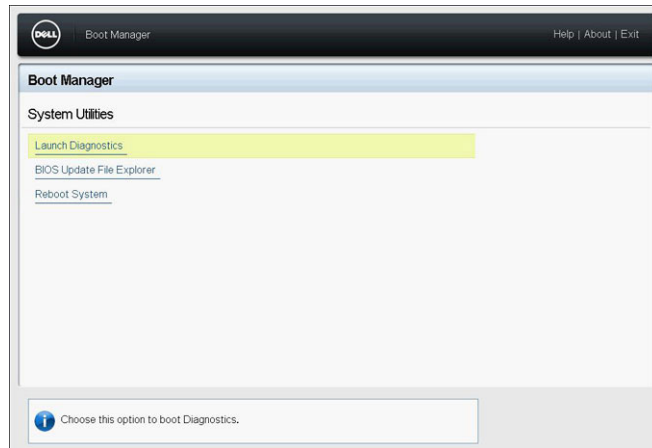 DELL
Boot Manager
Help | About | Exit
Boot Manager
System Utilities
Launch Diagnostics
BIOS Update File Explorer
Reboot System
Choose this option to boot Diagnostics.